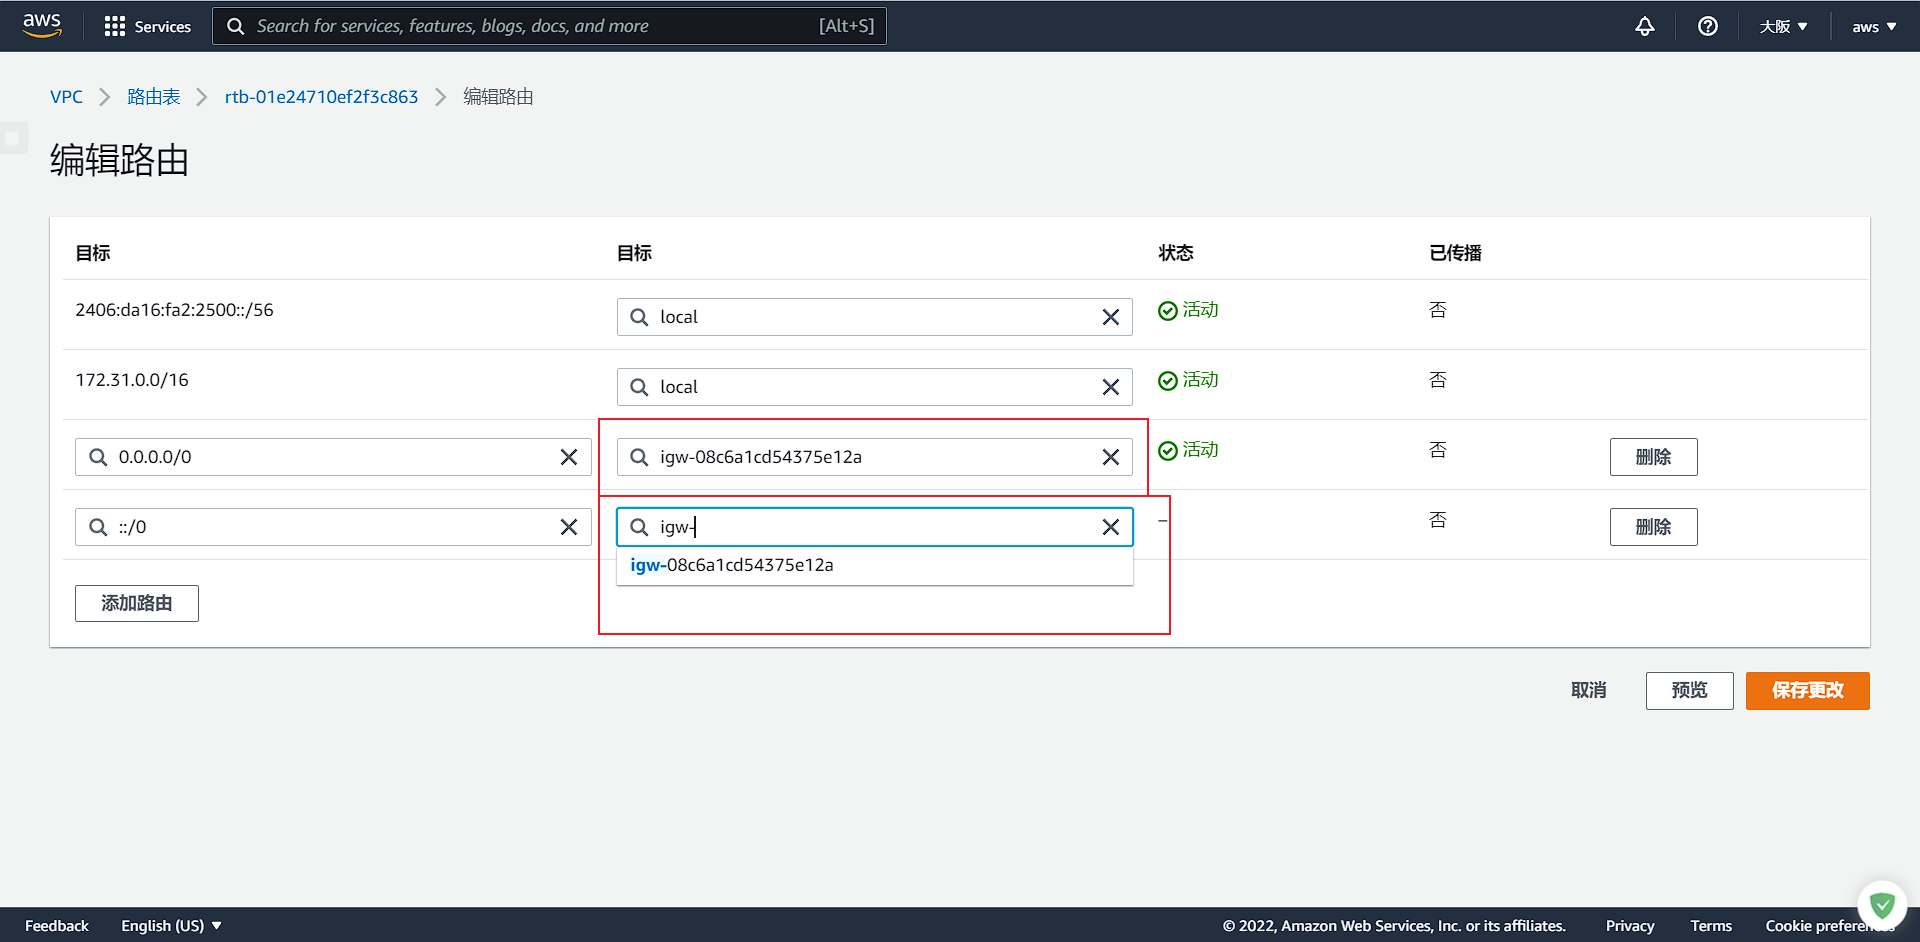 aws Services Search for services, features, blogs, docs, and more [Alt+S] 大阪 aws
VPC 路由表 rtb-01e24710ef2f3c863 编辑路由
编辑路由
目标 目标 状态 已传播
2406:da16:fa2:2500::/56 local 活动 否
172.31.0.0/16 local 活动 否
0.0.0.0/0 igw-08c6a1cd54375e12a 活动 否 删除
::/0 igw- – 否 删除
igw-08c6a1cd54375e12a
添加路由
取消 预览 保存更改
Feedback English (US) © 2022, Amazon Web Services, Inc. or its affiliates. Privacy Terms Cookie